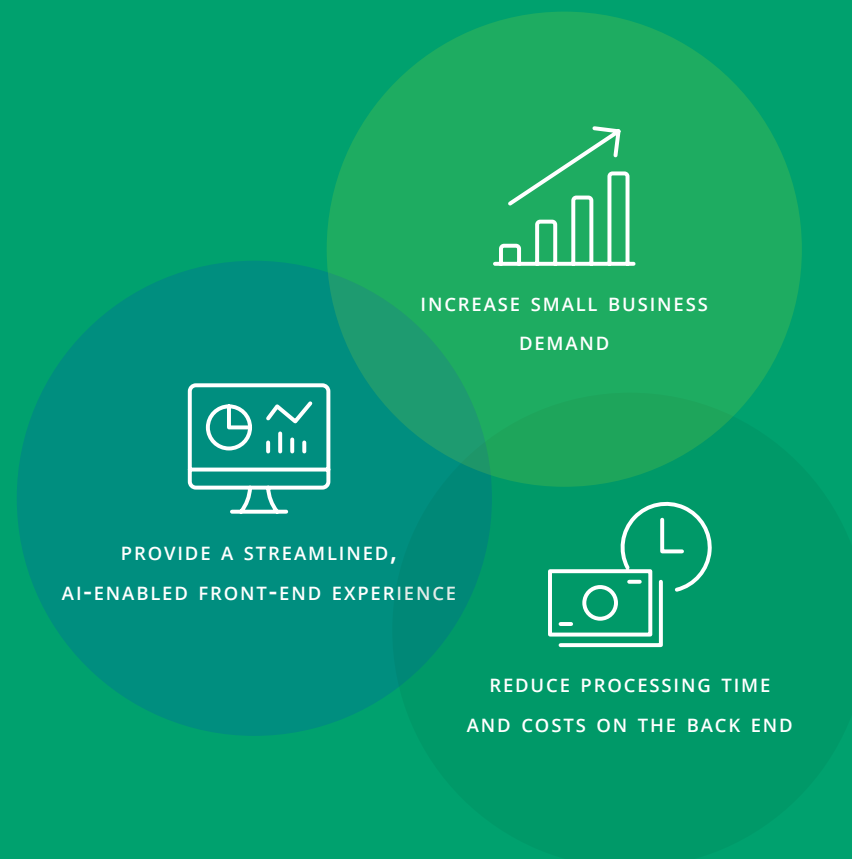 INCREASE SMALL BUSINESS
DEMAND
PROVIDE A STREAMLINED,
AI-ENABLED FRONT-END EXPERIENCE
REDUCE PROCESSING TIME
AND COSTS ON THE BACK END